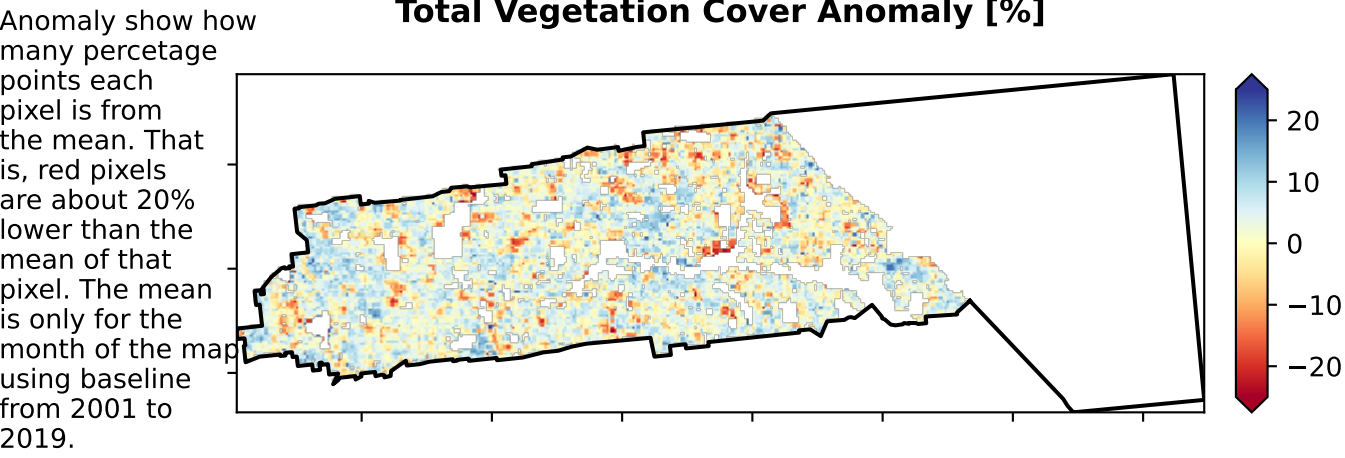 Total Vegetation Cover Anomaly [%]
Anomaly show how
many percetage
points each
pixel is from
the mean. That
is, red pixels
are about 20%
lower than the
mean of that
pixel. The mean
is only for the
month of the map
using baseline
from 2001 to
2019.
20
10
0
−10
−20